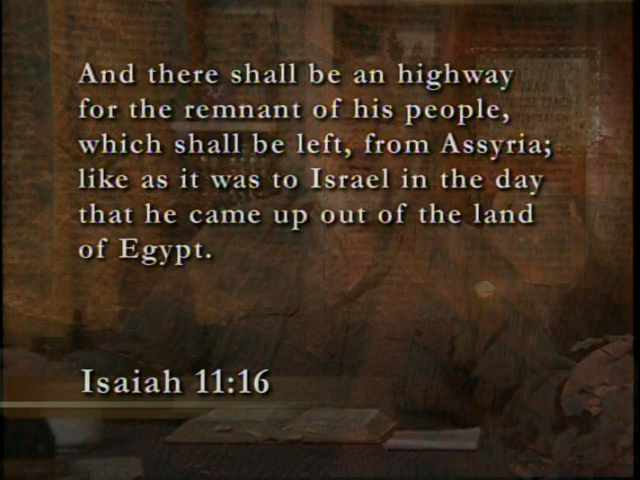 And there shall be an highway
for the remnant of his people,
which shall be left, from Assyria;
like as it was to Israel in the day
that he came up out of the land
of Egypt.
Isaiah 11:16